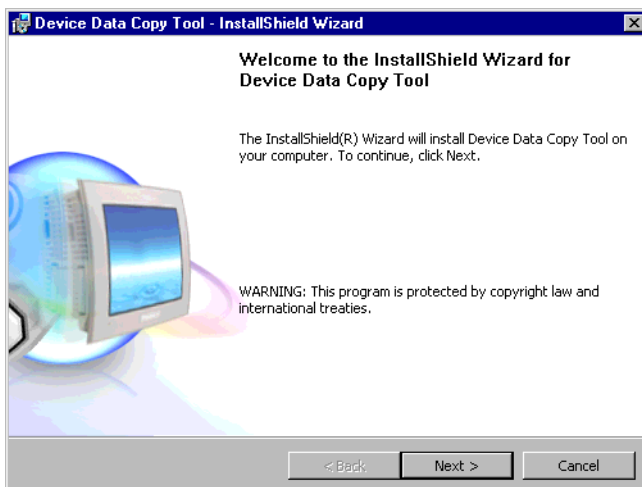 Device Data Copy Tool - InstallShield Wizard
Welcome to the InstallShield Wizard for
Device Data Copy Tool
The InstallShield(R) Wizard will install Device Data Copy Tool on
your computer. To continue, click Next.
WARNING: This program is protected by copyright law and
international treaties.
< Back
Next >
Cancel